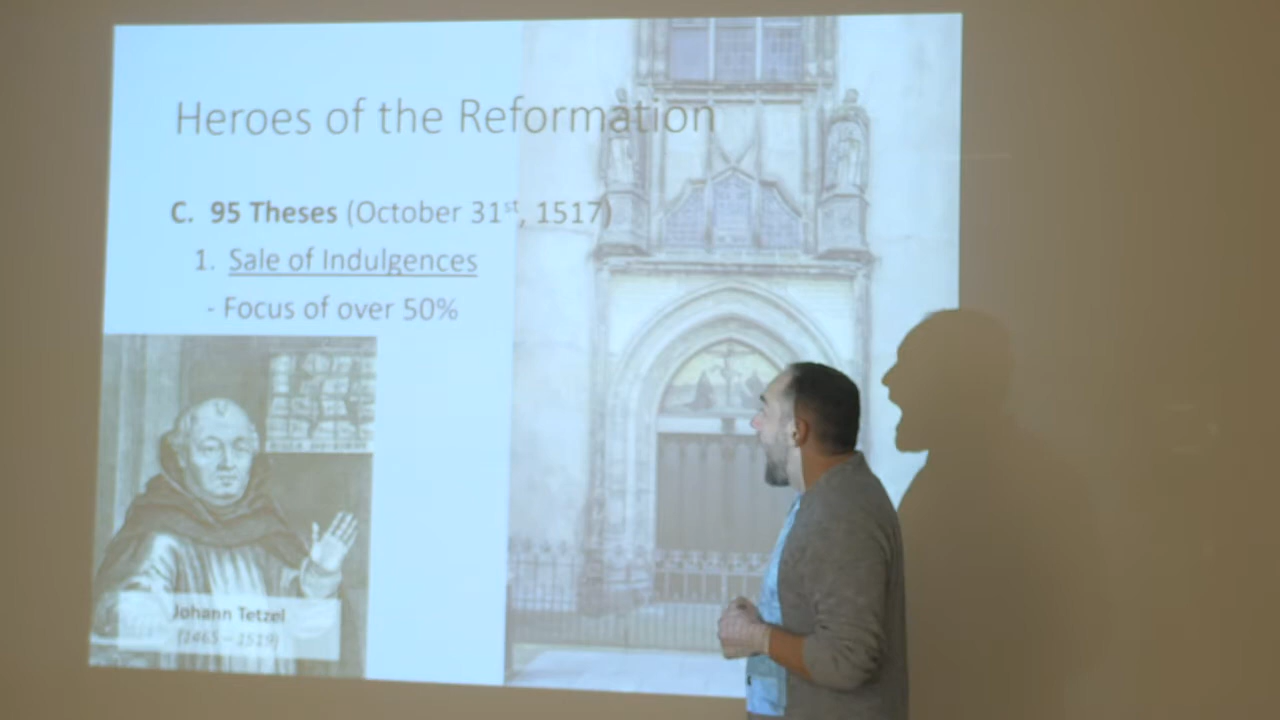 Heroes of the Reformation
C. 95 Theses (October 31st, 1517)
1. Sale of Indulgences
- Focus of over 50%
Johann Tetzel
(1465 – 1519)